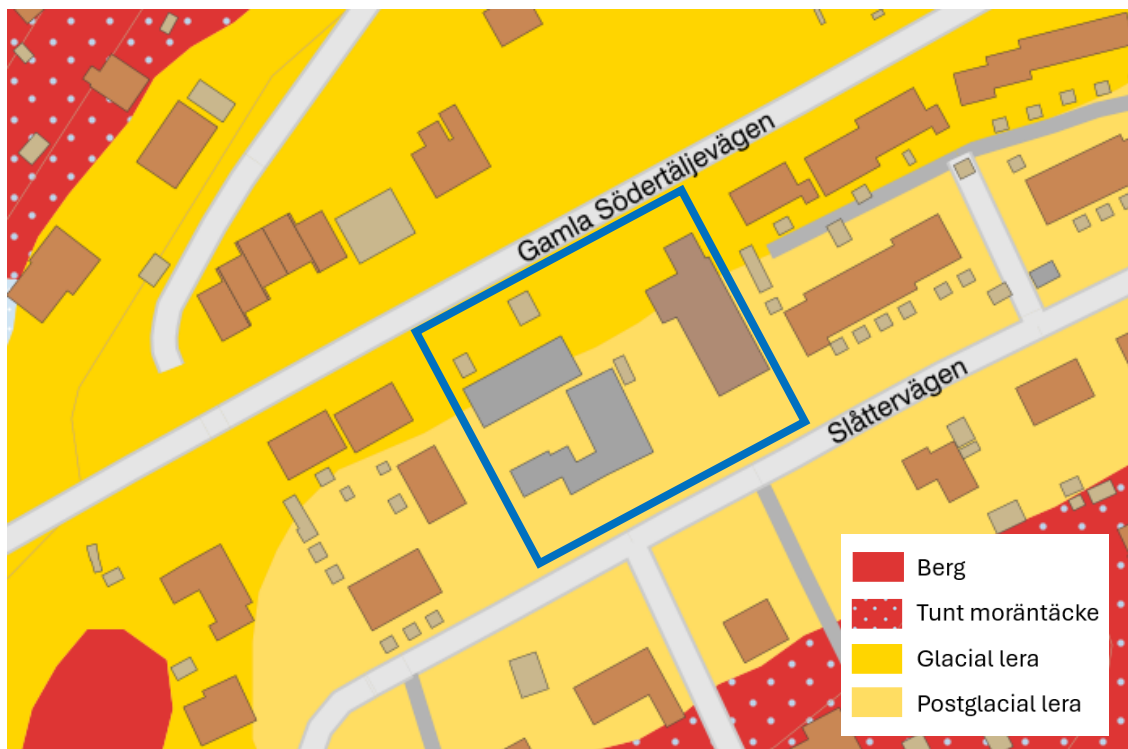 Gamla Södertäljevägen
Slåttervägen
Berg
Tunt moräntäcke
Glacial lera
Postglacial lera